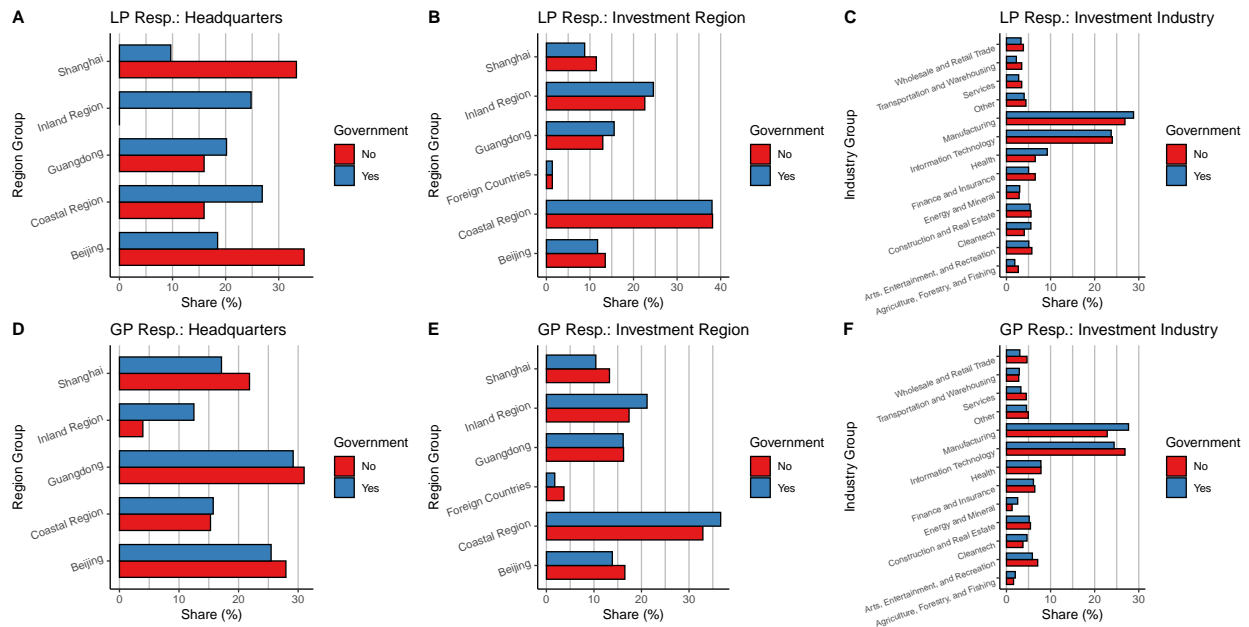 A
LP Resp.: Headquarters
Region Group
Shanghai
Inland Region
Guangdong
Coastal Region
Beijing
0 10 20 30
Share (%)
Government
No
Yes
B
LP Resp.: Investment Region
Region Group
Shanghai
Inland Region
Guangdong
Foreign Countries
Coastal Region
Beijing
0 10 20 30 40
Share (%)
Government
No
Yes
C
LP Resp.: Investment Industry
Industry Group
Wholesale and Retail Trade
Transportation and Warehousing
Services
Other
Manufacturing
Information Technology
Health
Finance and Insurance
Energy and Mineral
Construction and Real Estate
Cleantech
Arts, Entertainment, and Recreation
Agriculture, Forestry, and Fishing
0 10 20 30
Share (%)
Government
No
Yes
D
GP Resp.: Headquarters
Region Group
Shanghai
Inland Region
Guangdong
Coastal Region
Beijing
0 10 20 30
Share (%)
Government
No
Yes
E
GP Resp.: Investment Region
Region Group
Shanghai
Inland Region
Guangdong
Foreign Countries
Coastal Region
Beijing
0 10 20 30
Share (%)
Government
No
Yes
F
GP Resp.: Investment Industry
Industry Group
Wholesale and Retail Trade
Transportation and Warehousing
Services
Other
Manufacturing
Information Technology
Health
Finance and Insurance
Energy and Mineral
Construction and Real Estate
Cleantech
Arts, Entertainment, and Recreation
Agriculture, Forestry, and Fishing
0 10 20 30
Share (%)
Government
No
Yes